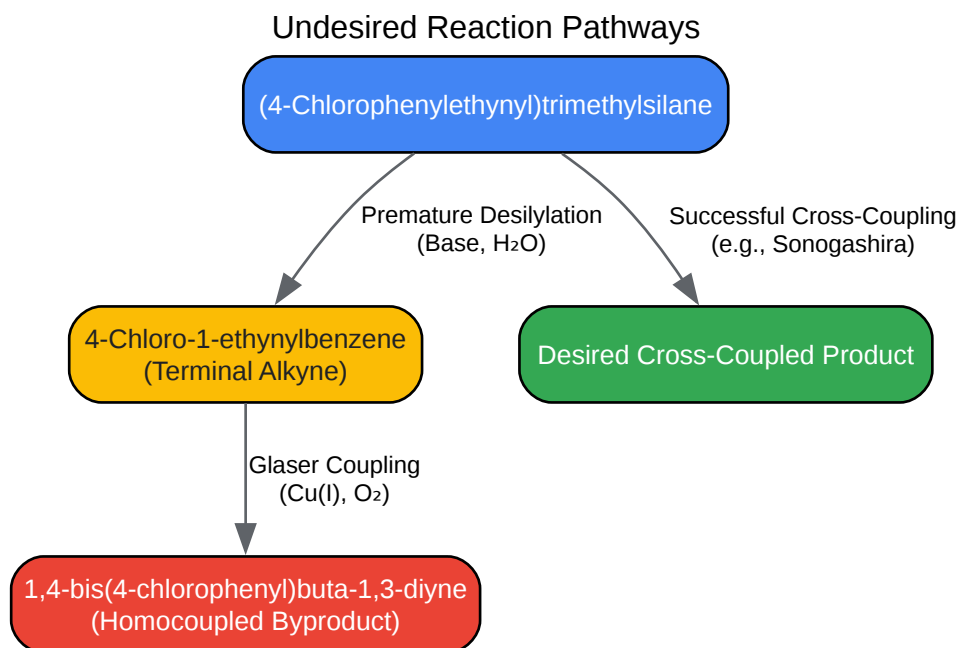 Undesired Reaction Pathways
(4-Chlorophenylethynyl)trimethylsilane
Premature Desilylation
(Base, H₂O)
Successful Cross-Coupling
(e.g., Sonogashira)
4-Chloro-1-ethynylbenzene
(Terminal Alkyne)
Desired Cross-Coupled Product
Glaser Coupling
(Cu(I), O₂)
1,4-bis(4-chlorophenyl)buta-1,3-diyne
(Homocoupled Byproduct)